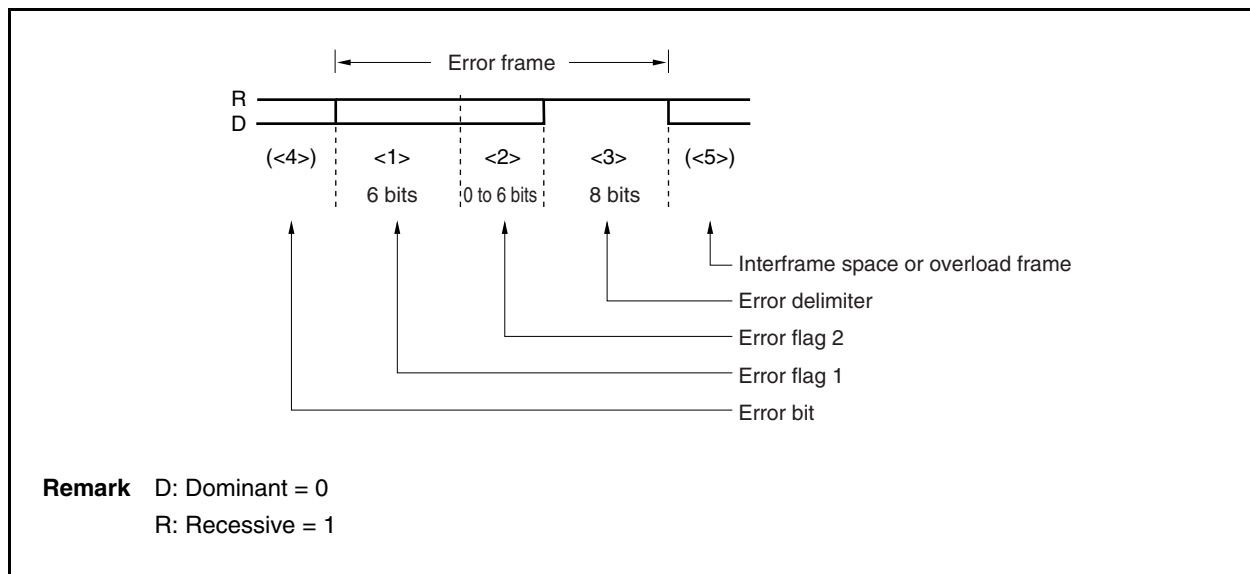 Error frame
R
D
(<4>) <1> <2> <3> (<5>)
6 bits 0 to 6 bits 8 bits
Interframe space or overload frame
Error delimiter
Error flag 2
Error flag 1
Error bit
Remark D: Dominant = 0
R: Recessive = 1